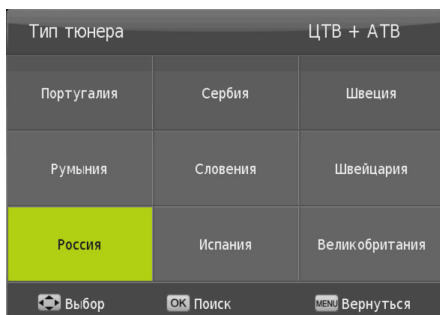 Тип тюнера ЦТВ + АТВ
Португалия Сербия Швеция
Румыния Словения Швейцария
Россия Испания Великобритания
Выбор OK Поиск MENU Вернуться